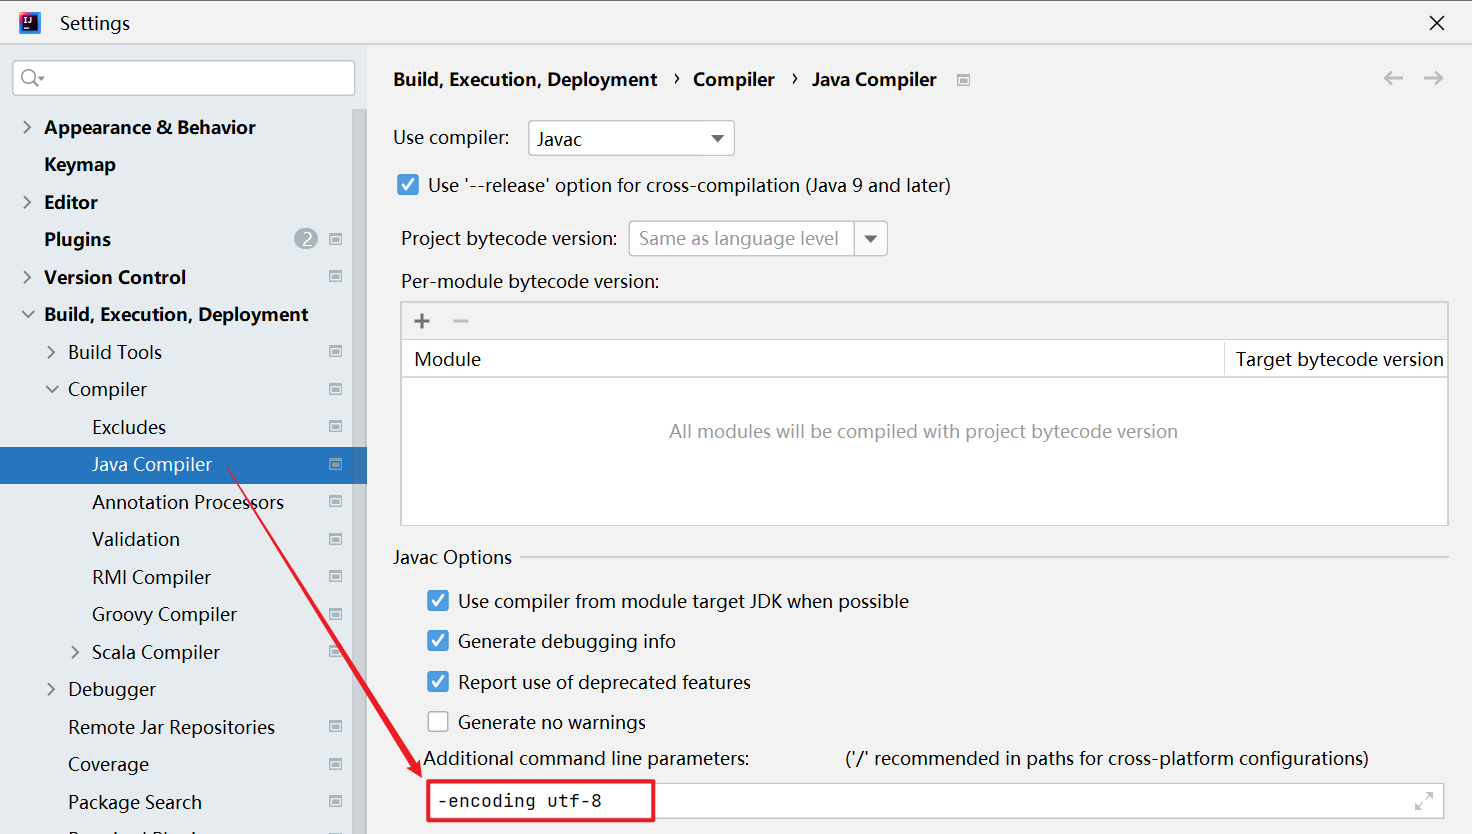 Settings
Build, Execution, Deployment › Compiler › Java Compiler
Appearance & Behavior
Keymap
Editor
Plugins 2
Version Control
Build, Execution, Deployment
Build Tools
Compiler
Excludes
Java Compiler
Annotation Processors
Validation
RMI Compiler
Groovy Compiler
Scala Compiler
Debugger
Remote Jar Repositories
Coverage
Package Search
Use compiler: Javac
Use '--release' option for cross-compilation (Java 9 and later)
Project bytecode version: Same as language level
Per-module bytecode version:
Module Target bytecode version
All modules will be compiled with project bytecode version
Javac Options
Use compiler from module target JDK when possible
Generate debugging info
Report use of deprecated features
Generate no warnings
Additional command line parameters: ('/' recommended in paths for cross-platform configurations)
-encoding utf-8